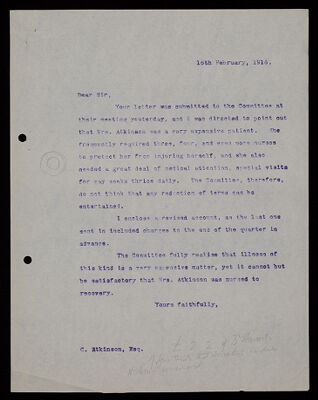 16th February, 1916.
Dear Sir,
Your letter was submitted to the Committee at
their meeting yesterday, and I was directed to point out
that Mrs. Atkinson was a very expensive patient. She
frequently required three, four, and even more nurses
to protect her from injuring herself, and she also
needed a great deal of medical attention, special visits
for many weeks thrice daily. The Committee, therefore,
do not think that any reduction of terms can be
entertained.
I enclose a revised account, as the last one
sent in included charges to the end of the quarter in
advance.
The Committee fully realise that illness of
this kind is a very expensive matter, yet it cannot but
be satisfactory that Mrs. Atkinson was nursed to
recovery.
Yours faithfully,
C. Atkinson, Esq.